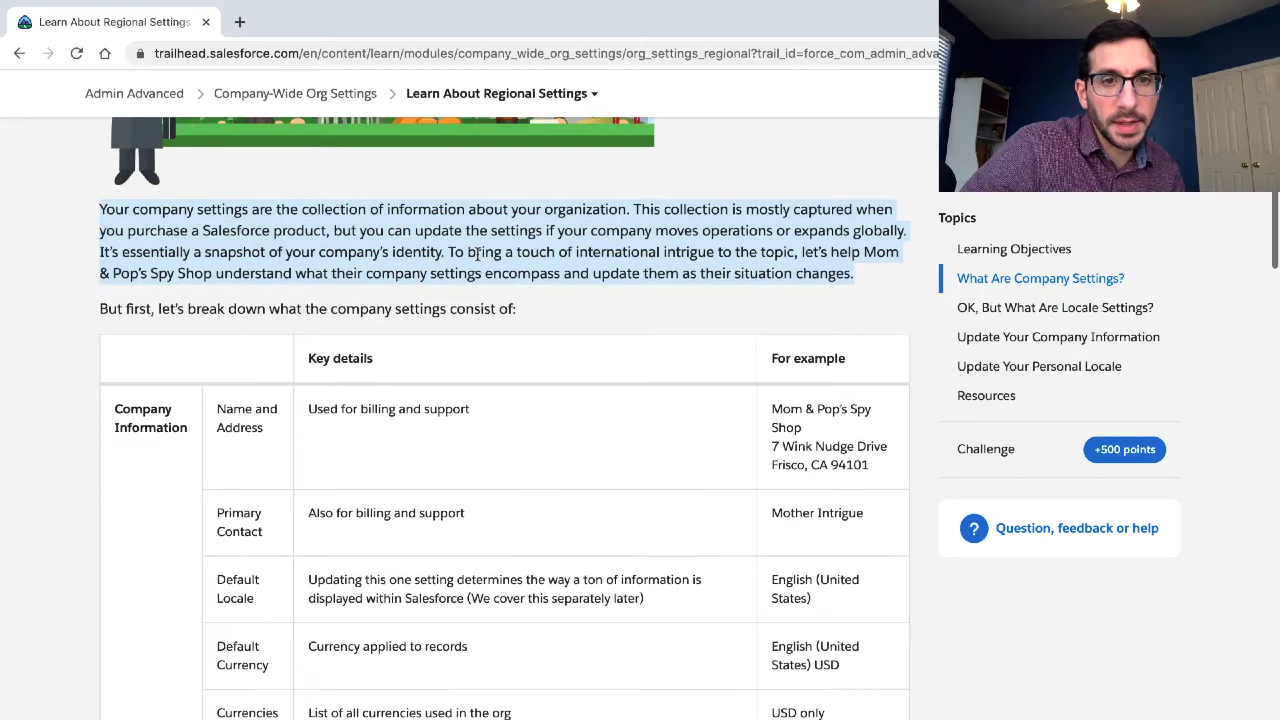 Learn About Regional Settings
trailhead.salesforce.com/en/content/learn/modules/company_wide_org_settings/org_settings_regional?trail_id=force_com_admin_adva
Admin Advanced > Company-Wide Org Settings > Learn About Regional Settings
Your company settings are the collection of information about your organization. This collection is mostly captured when
you purchase a Salesforce product, but you can update the settings if your company moves operations or expands globally.
It's essentially a snapshot of your company's identity. To bring a touch of international intrigue to the topic, let's help Mom
& Pop's Spy Shop understand what their company settings encompass and update them as their situation changes.
But first, let's break down what the company settings consist of:
Key details
For example
Company
Information
Name and
Address
Used for billing and support
Mom & Pop's Spy
Shop
7 Wink Nudge Drive
Frisco, CA 94101
Primary
Contact
Also for billing and support
Mother Intrigue
Default
Locale
Updating this one setting determines the way a ton of information is
displayed within Salesforce (We cover this separately later)
English (United
States)
Default
Currency
Currency applied to records
English (United
States) USD
Currencies
List of all currencies used in the org
USD only
Topics
Learning Objectives
What Are Company Settings?
OK, But What Are Locale Settings?
Update Your Company Information
Update Your Personal Locale
Resources
Challenge
+500 points
? Question, feedback or help